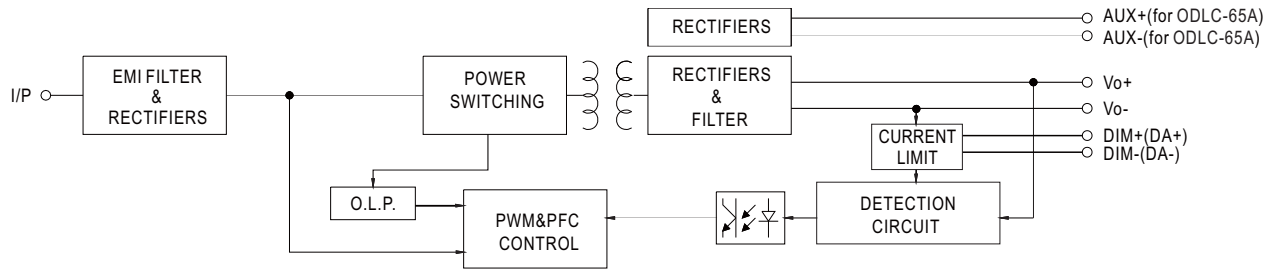 RECTIFIERS
AUX+(for ODLC-65A)
AUX-(for ODLC-65A)
I/P
EMI FILTER
&
RECTIFIERS
POWER
SWITCHING
RECTIFIERS
&
FILTER
Vo+
Vo-
CURRENT
LIMIT
DIM+(DA+)
DIM-(DA-)
O.L.P.
PWM&PFC
CONTROL
DETECTION
CIRCUIT